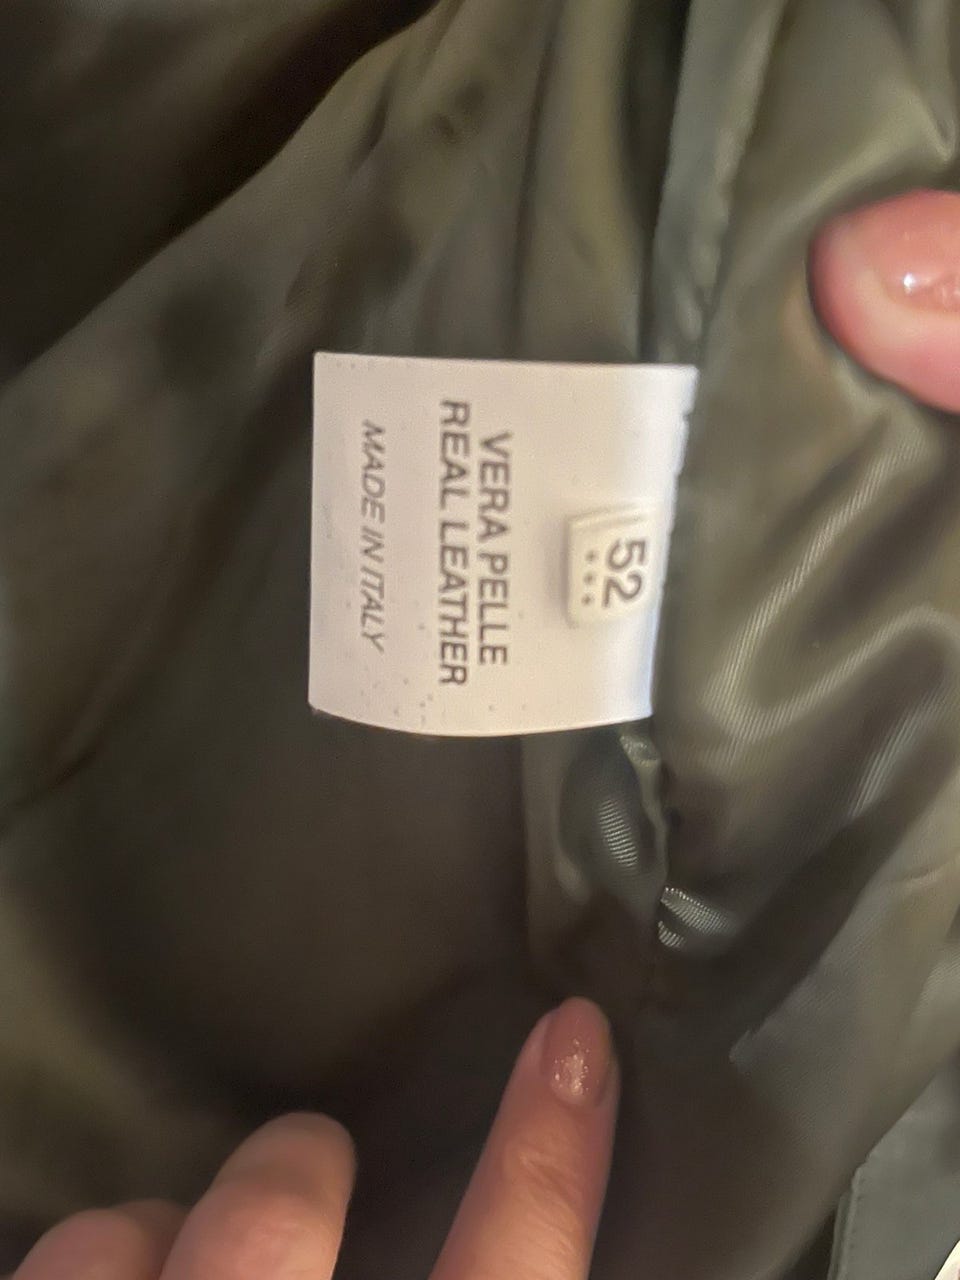 52
VERA PELLE
REAL LEATHER
MADE IN ITALY